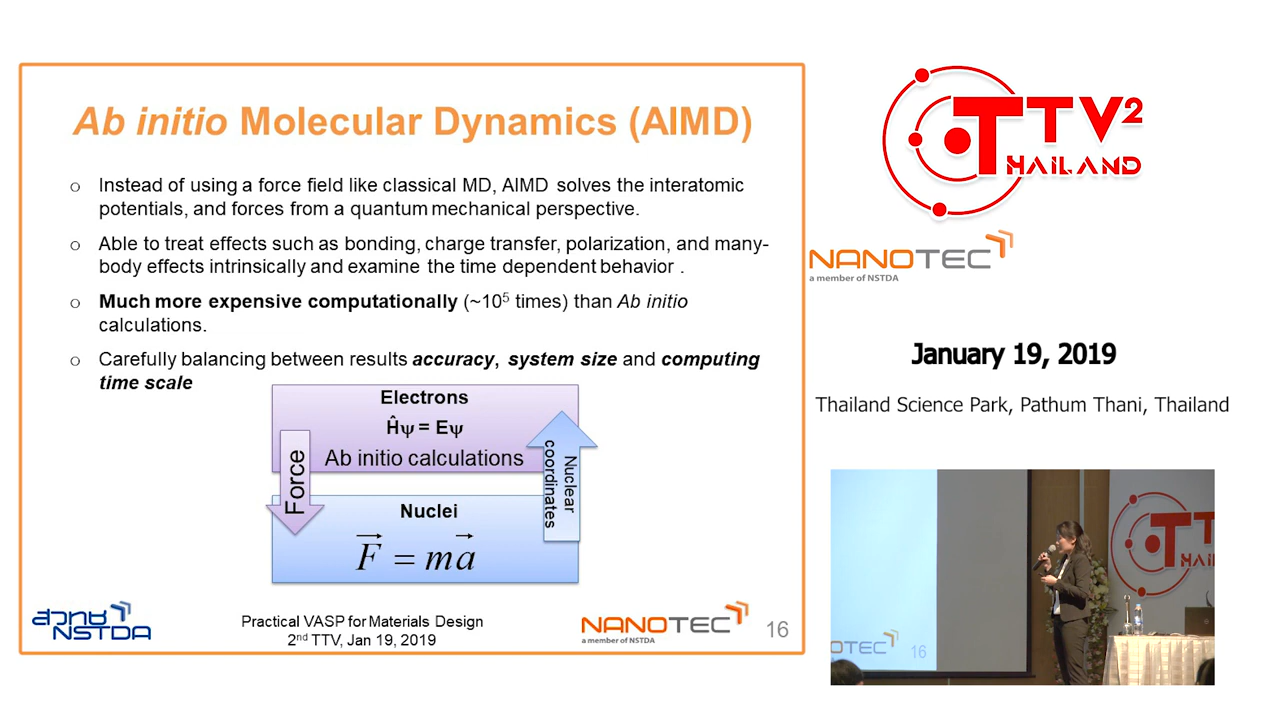 Ab initio Molecular Dynamics (AIMD)
o Instead of using a force field like classical MD, AIMD solves the interatomic
potentials, and forces from a quantum mechanical perspective.
o Able to treat effects such as bonding, charge transfer, polarization, and many-
body effects intrinsically and examine the time dependent behavior .
o Much more expensive computationally (~10⁵ times) than Ab initio
calculations.
o Carefully balancing between results accuracy, system size and computing
time scale
Electrons
Ĥψ = Eψ
Ab initio calculations
Force
Nuclear
coordinates
Nuclei
F⃗ = ma⃗
สวทช
NSTDA
Practical VASP for Materials Design
2nd TTV, Jan 19, 2019
NANOTEC
a member of NSTDA
16
TTV2
THAILAND
NANOTEC
a member of NSTDA
January 19, 2019
Thailand Science Park, Pathum Thani, Thailand
OTEC
16
T
HAIL